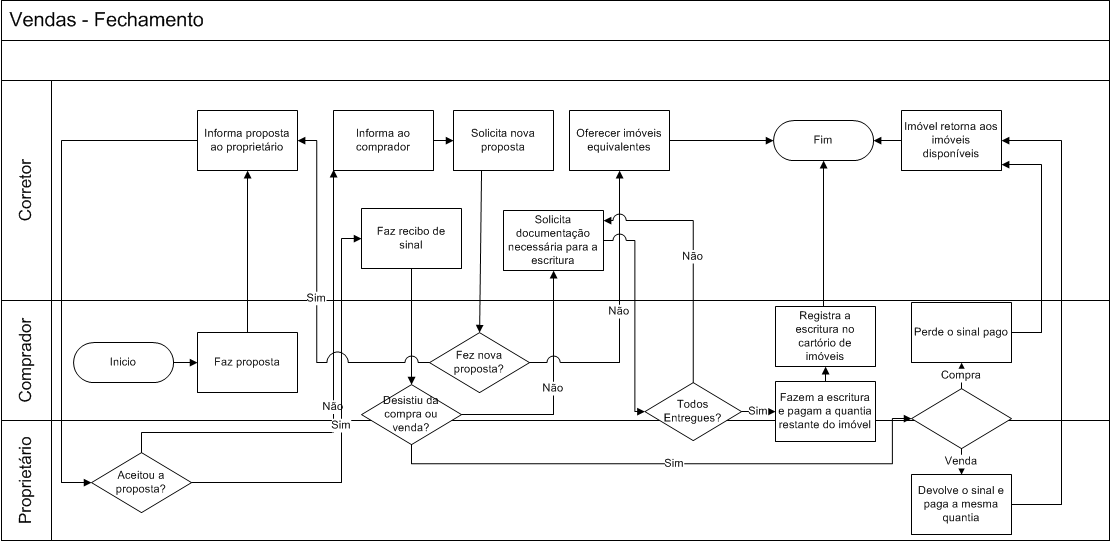 Vendas - Fechamento
Corretor
Informa proposta
ao proprietário
Informa ao
comprador
Solicita nova
proposta
Oferecer imóveis
equivalentes
Fim
Imóvel retorna aos
imóveis
disponíveis
Faz recibo de
sinal
Solicita
documentação
necessária para a
escritura
Não
Sim
Comprador
Inicio
Faz proposta
Fez nova
proposta?
Não
Registra a
escritura no
cartório de
imóveis
Perde o sinal pago
Não
Desistiu da
compra ou
venda?
Não
Todos
Entregues?
Sim
Fazem a escritura
e pagam a quantia
restante do imóvel
Compra
Sim
Proprietário
Aceitou a
proposta?
Sim
Venda
Devolve o sinal e
paga a mesma
quantia